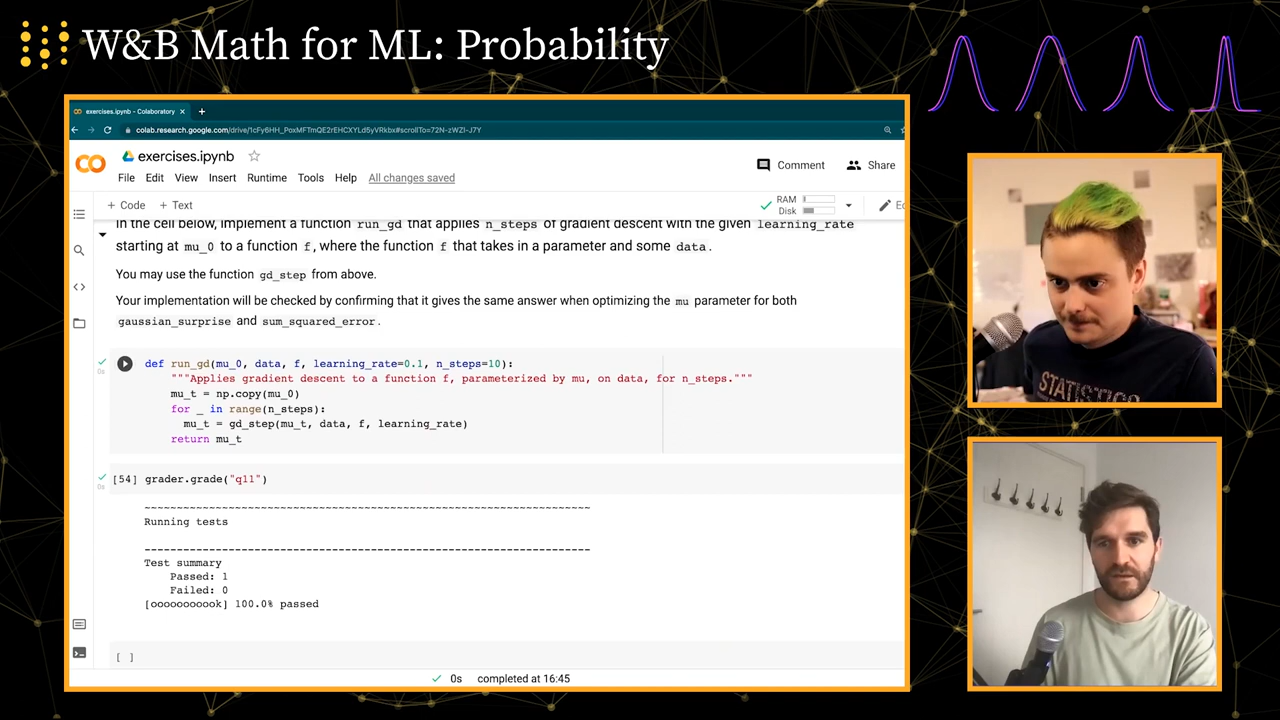 W&B Math for ML: Probability
exercises.ipynb - Colaboratory
colab.research.google.com/drive/1cFy6HH_PoxMFTmQE2rEHCXYLd5yVRkbx#scrollTo=72N-zWZI-J7Y
exercises.ipynb
Comment
Share
File Edit View Insert Runtime Tools Help All changes saved
+ Code + Text
RAM
Disk
In the cell below, implement a function run_gd that applies n_steps of gradient descent with the given learning_rate
starting at mu_0 to a function f, where the function f that takes in a parameter and some data.
You may use the function gd_step from above.
Your implementation will be checked by confirming that it gives the same answer when optimizing the mu parameter for both
gaussian_surprise and sum_squared_error.
0s
def run_gd(mu_0, data, f, learning_rate=0.1, n_steps=10):
"""Applies gradient descent to a function f, parameterized by mu, on data, for n_steps."""
mu_t = np.copy(mu_0)
for _ in range(n_steps):
mu_t = gd_step(mu_t, data, f, learning_rate)
return mu_t
[54] grader.grade("q11")
0s
~~~~~~~~~~~~~~~~~~~~~~~~~~~~~~~~~~~~~~~~~~~~~~~~~~~~~~~~~~~~~~~~~~~~~
Running tests
---------------------------------------------------------------------
Test summary
Passed: 1
Failed: 0
[ooooooooook] 100.0% passed
[ ]
0s completed at 16:45
STATISTICS